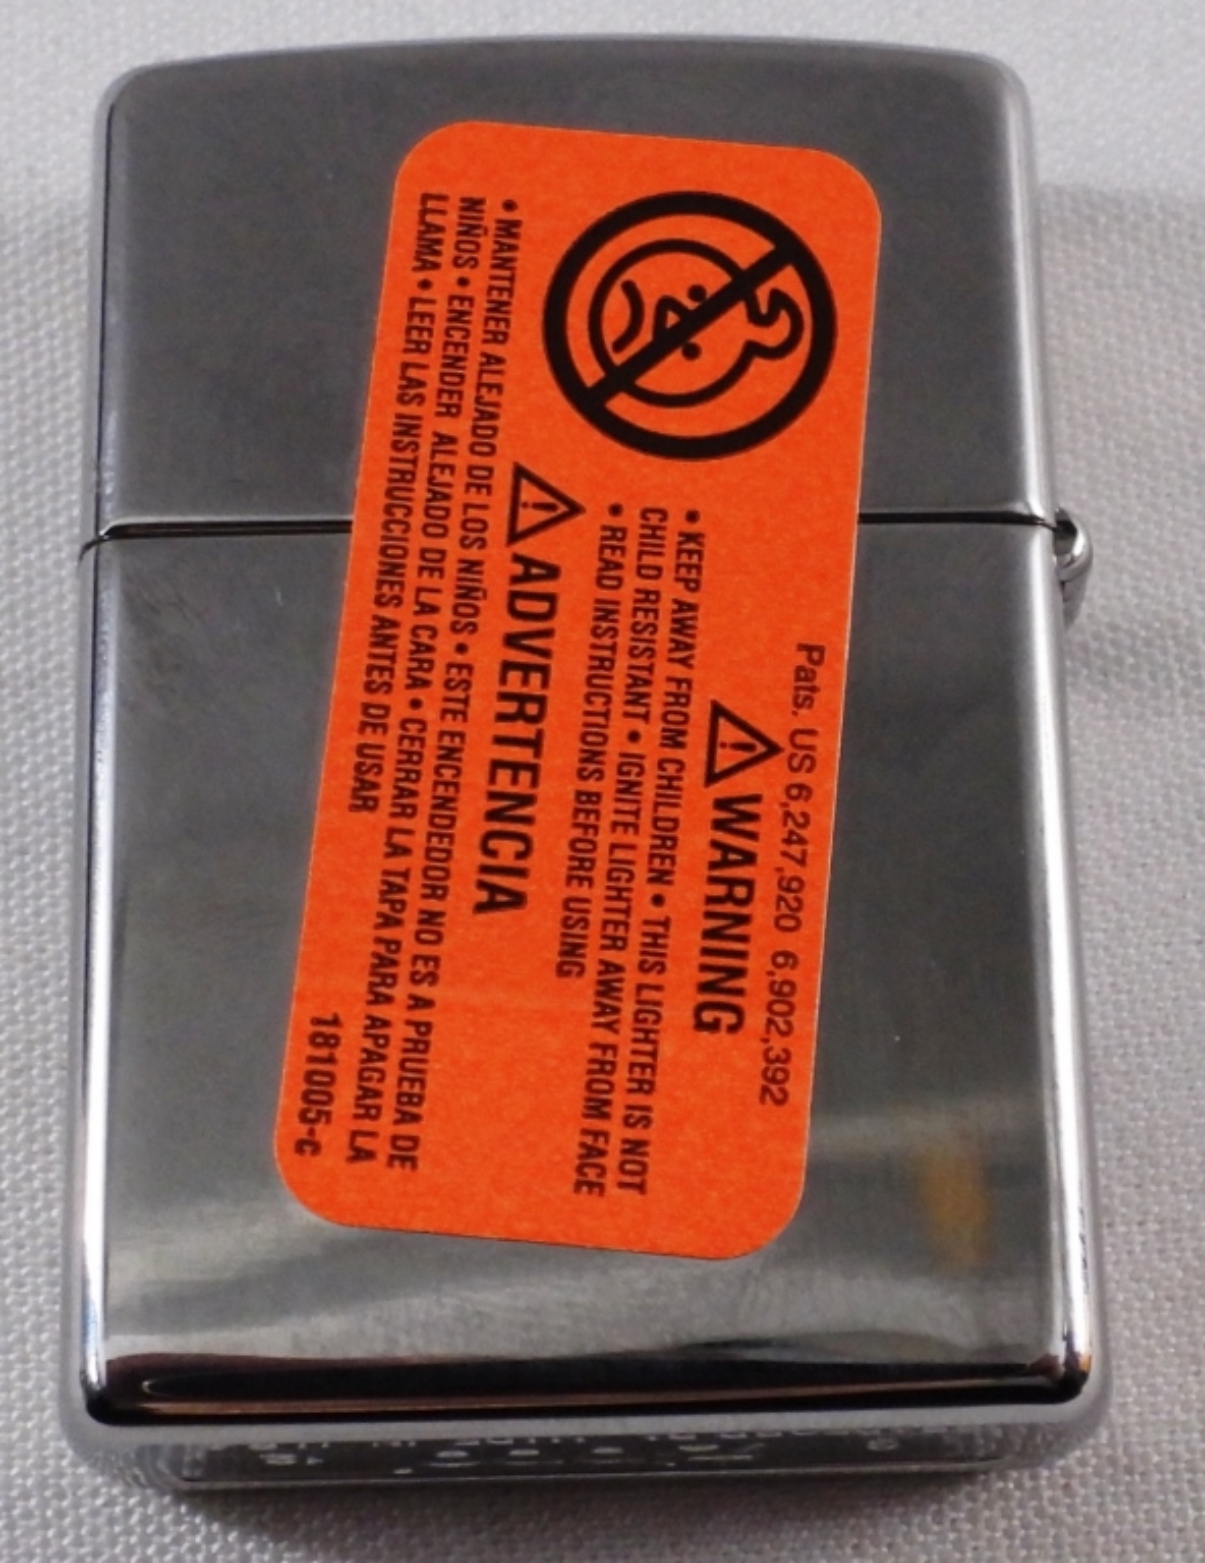 Pats. US 6,247,920 6,902,392
WARNING
• KEEP AWAY FROM CHILDREN • THIS LIGHTER IS NOT
CHILD RESISTANT • IGNITE LIGHTER AWAY FROM FACE
• READ INSTRUCTIONS BEFORE USING
ADVERTENCIA
• MANTENER ALEJADO DE LOS NIÑOS • ESTE ENCENDEDOR NO ES A PRUEBA DE
NIÑOS • ENCENDER ALEJADO DE LA CARA • CERRAR LA TAPA PARA APAGAR LA
LLAMA • LEER LAS INSTRUCCIONES ANTES DE USAR
181005-c